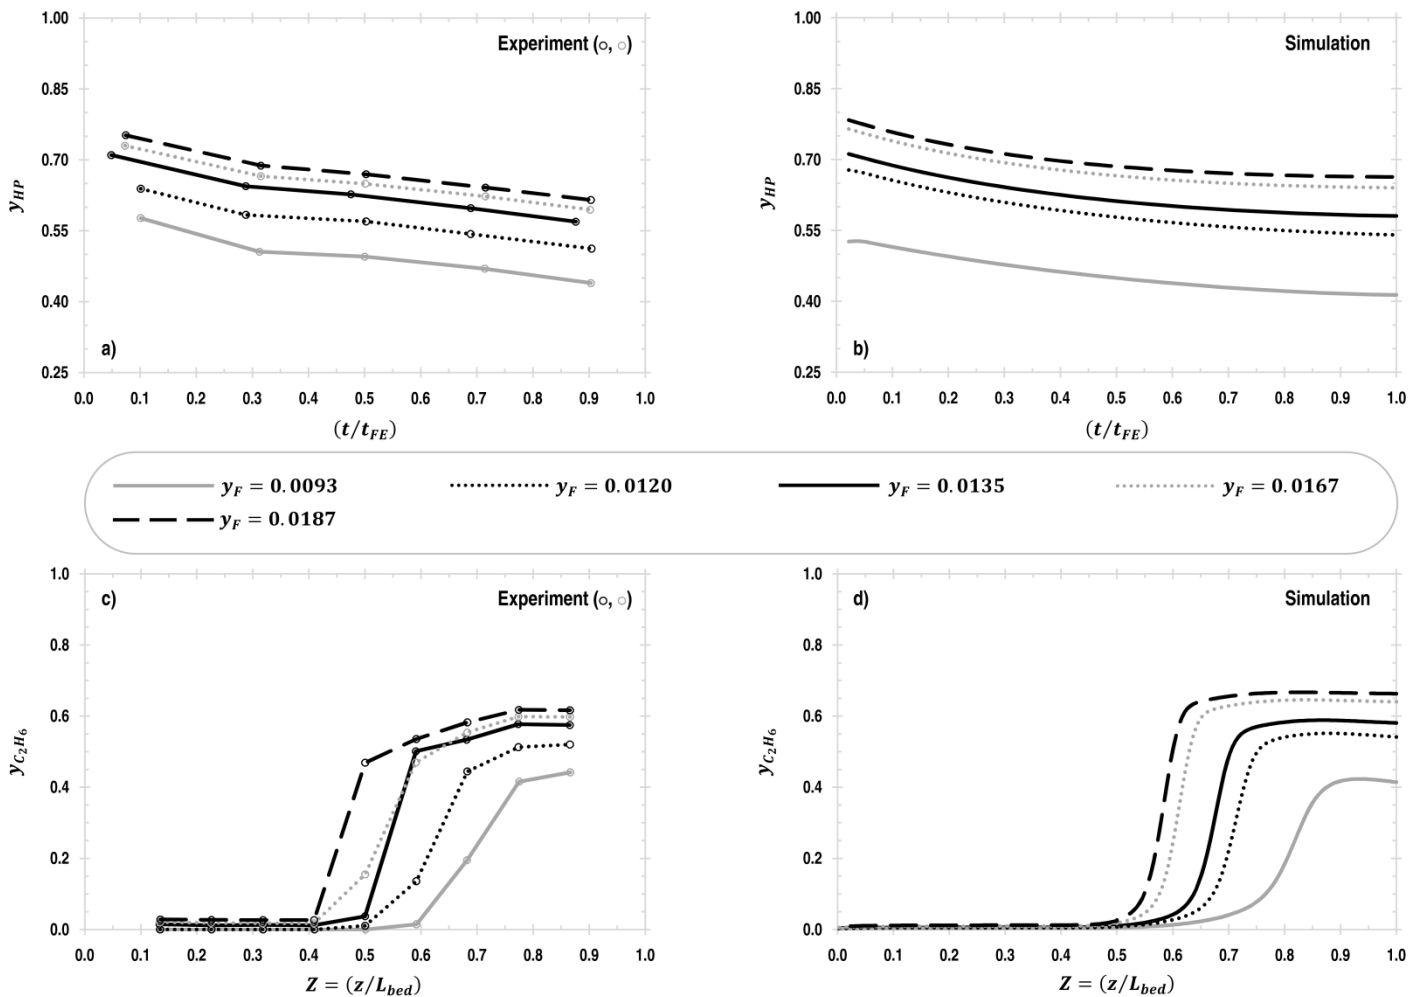 1.00
0.85
0.70
0.55
0.40
0.25
y_HP
Experiment (o, o)
a)
0.0 0.1 0.2 0.3 0.4 0.5 0.6 0.7 0.8 0.9 1.0
(t/t_FE)
1.00
0.85
0.70
0.55
0.40
0.25
y_HP
Simulation
b)
0.0 0.1 0.2 0.3 0.4 0.5 0.6 0.7 0.8 0.9 1.0
(t/t_FE)
y_F = 0.0093 y_F = 0.0120 y_F = 0.0135 y_F = 0.0167
y_F = 0.0187
1.0
0.8
0.6
0.4
0.2
0.0
y_C2H6
c)
Experiment (o, o)
0.0 0.1 0.2 0.3 0.4 0.5 0.6 0.7 0.8 0.9 1.0
Z = (z/L_bed)
1.0
0.8
0.6
0.4
0.2
0.0
y_C2H6
d)
Simulation
0.0 0.1 0.2 0.3 0.4 0.5 0.6 0.7 0.8 0.9 1.0
Z = (z/L_bed)